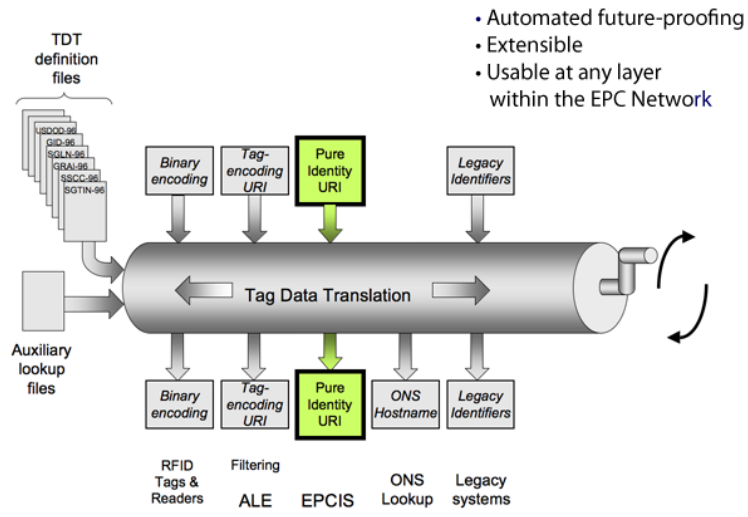 • Automated future-proofing
• Extensible
• Usable at any layer
within the EPC Network
TDT
definition
files
USDOD-96
GID-96
SGLN-96
GRAI-96
SSCC-96
SGTIN-96
Binary
encoding
Tag-
encoding
URI
Pure
Identity
URI
Legacy
Identifiers
Tag Data Translation
Auxiliary
lookup
files
Binary
encoding
Tag-
encoding
URI
Pure
Identity
URI
ONS
Hostname
Legacy
Identifiers
RFID
Tags &
Readers
Filtering
ALE
EPCIS
ONS
Lookup
Legacy
systems